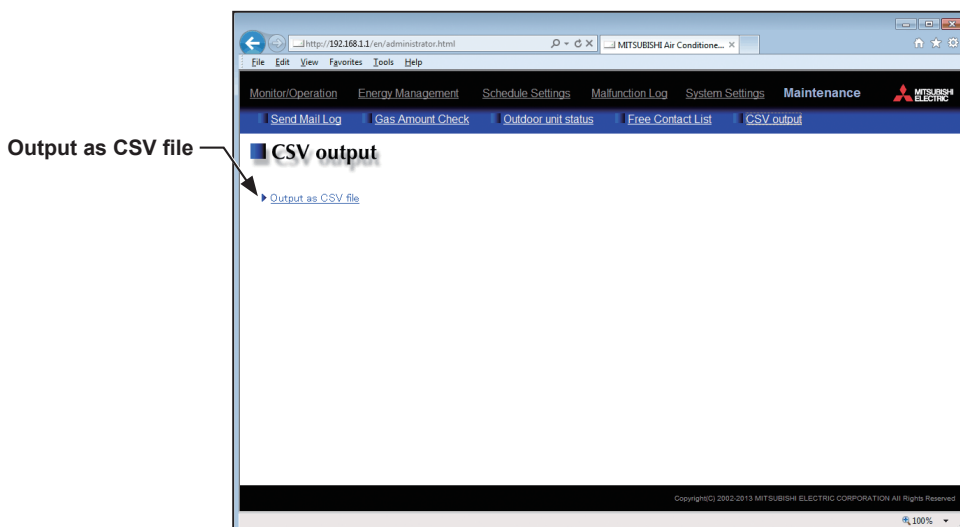 http://192.168.1.1/en/administrator.html
MITSUBISHI Air Conditione...
File Edit View Favorites Tools Help
Monitor/Operation Energy Management Schedule Settings Malfunction Log System Settings Maintenance MITSUBISHI ELECTRIC
Send Mail Log Gas Amount Check Outdoor unit status Free Contact List CSV output
CSV output
Output as CSV file
Output as CSV file
Copyright(C) 2002-2013 MITSUBISHI ELECTRIC CORPORATION All Rights Reserved
100%